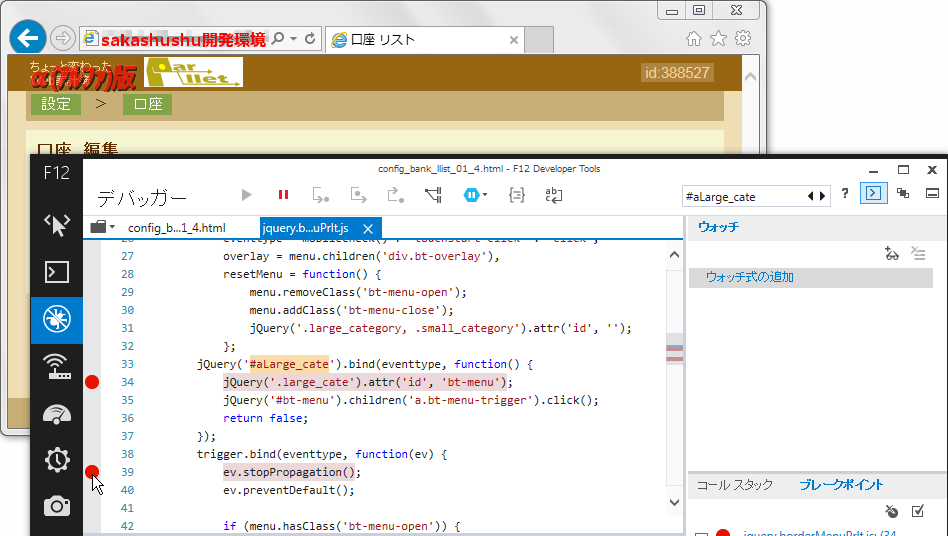 sakashushu開発環境
口座 リスト
ちょっと変わった
α(アルファ)版
Par
llet
id:388527
設定 > 口座
口座 編集
F12
config_bank_llist_01_4.html - F12 Developer Tools
デバッガー
#aLarge_cate
?
config_b...1_4.html
jquery.b...uPrlt.js
ウォッチ
ウォッチ式の追加
27 overlay = menu.children('div.bt-overlay'),
28 resetMenu = function() {
29 menu.removeClass('bt-menu-open');
30 menu.addClass('bt-menu-close');
31 jQuery('.large_category, .small_category').attr('id', '');
32 };
33 jQuery('#aLarge_cate').bind(eventtype, function() {
34 jQuery('.large_cate').attr('id', 'bt-menu');
35 jQuery('#bt-menu').children('a.bt-menu-trigger').click();
36 return false;
37 });
38 trigger.bind(eventtype, function(ev) {
39 ev.stopPropagation();
40 ev.preventDefault();
41
42 if (menu.hasClass('bt-menu-open')) {
コール スタック
ブレークポイント
jquery.borderMenuPrlt.js:(34